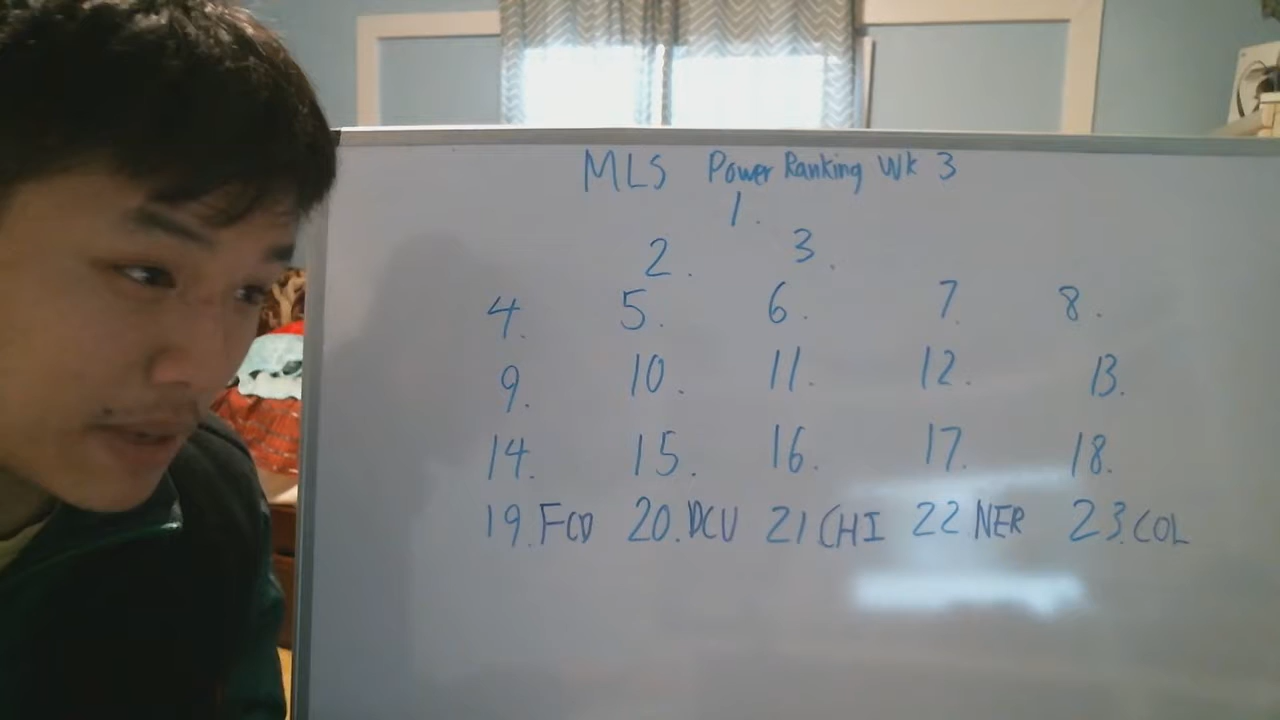 MLS Power Ranking Wk 3
1.
2. 3.
4. 5. 6. 7. 8.
9. 10. 11. 12. 13.
14. 15. 16. 17. 18.
19. FCD 20. DCU 21 CHI 22 NER 23. COL